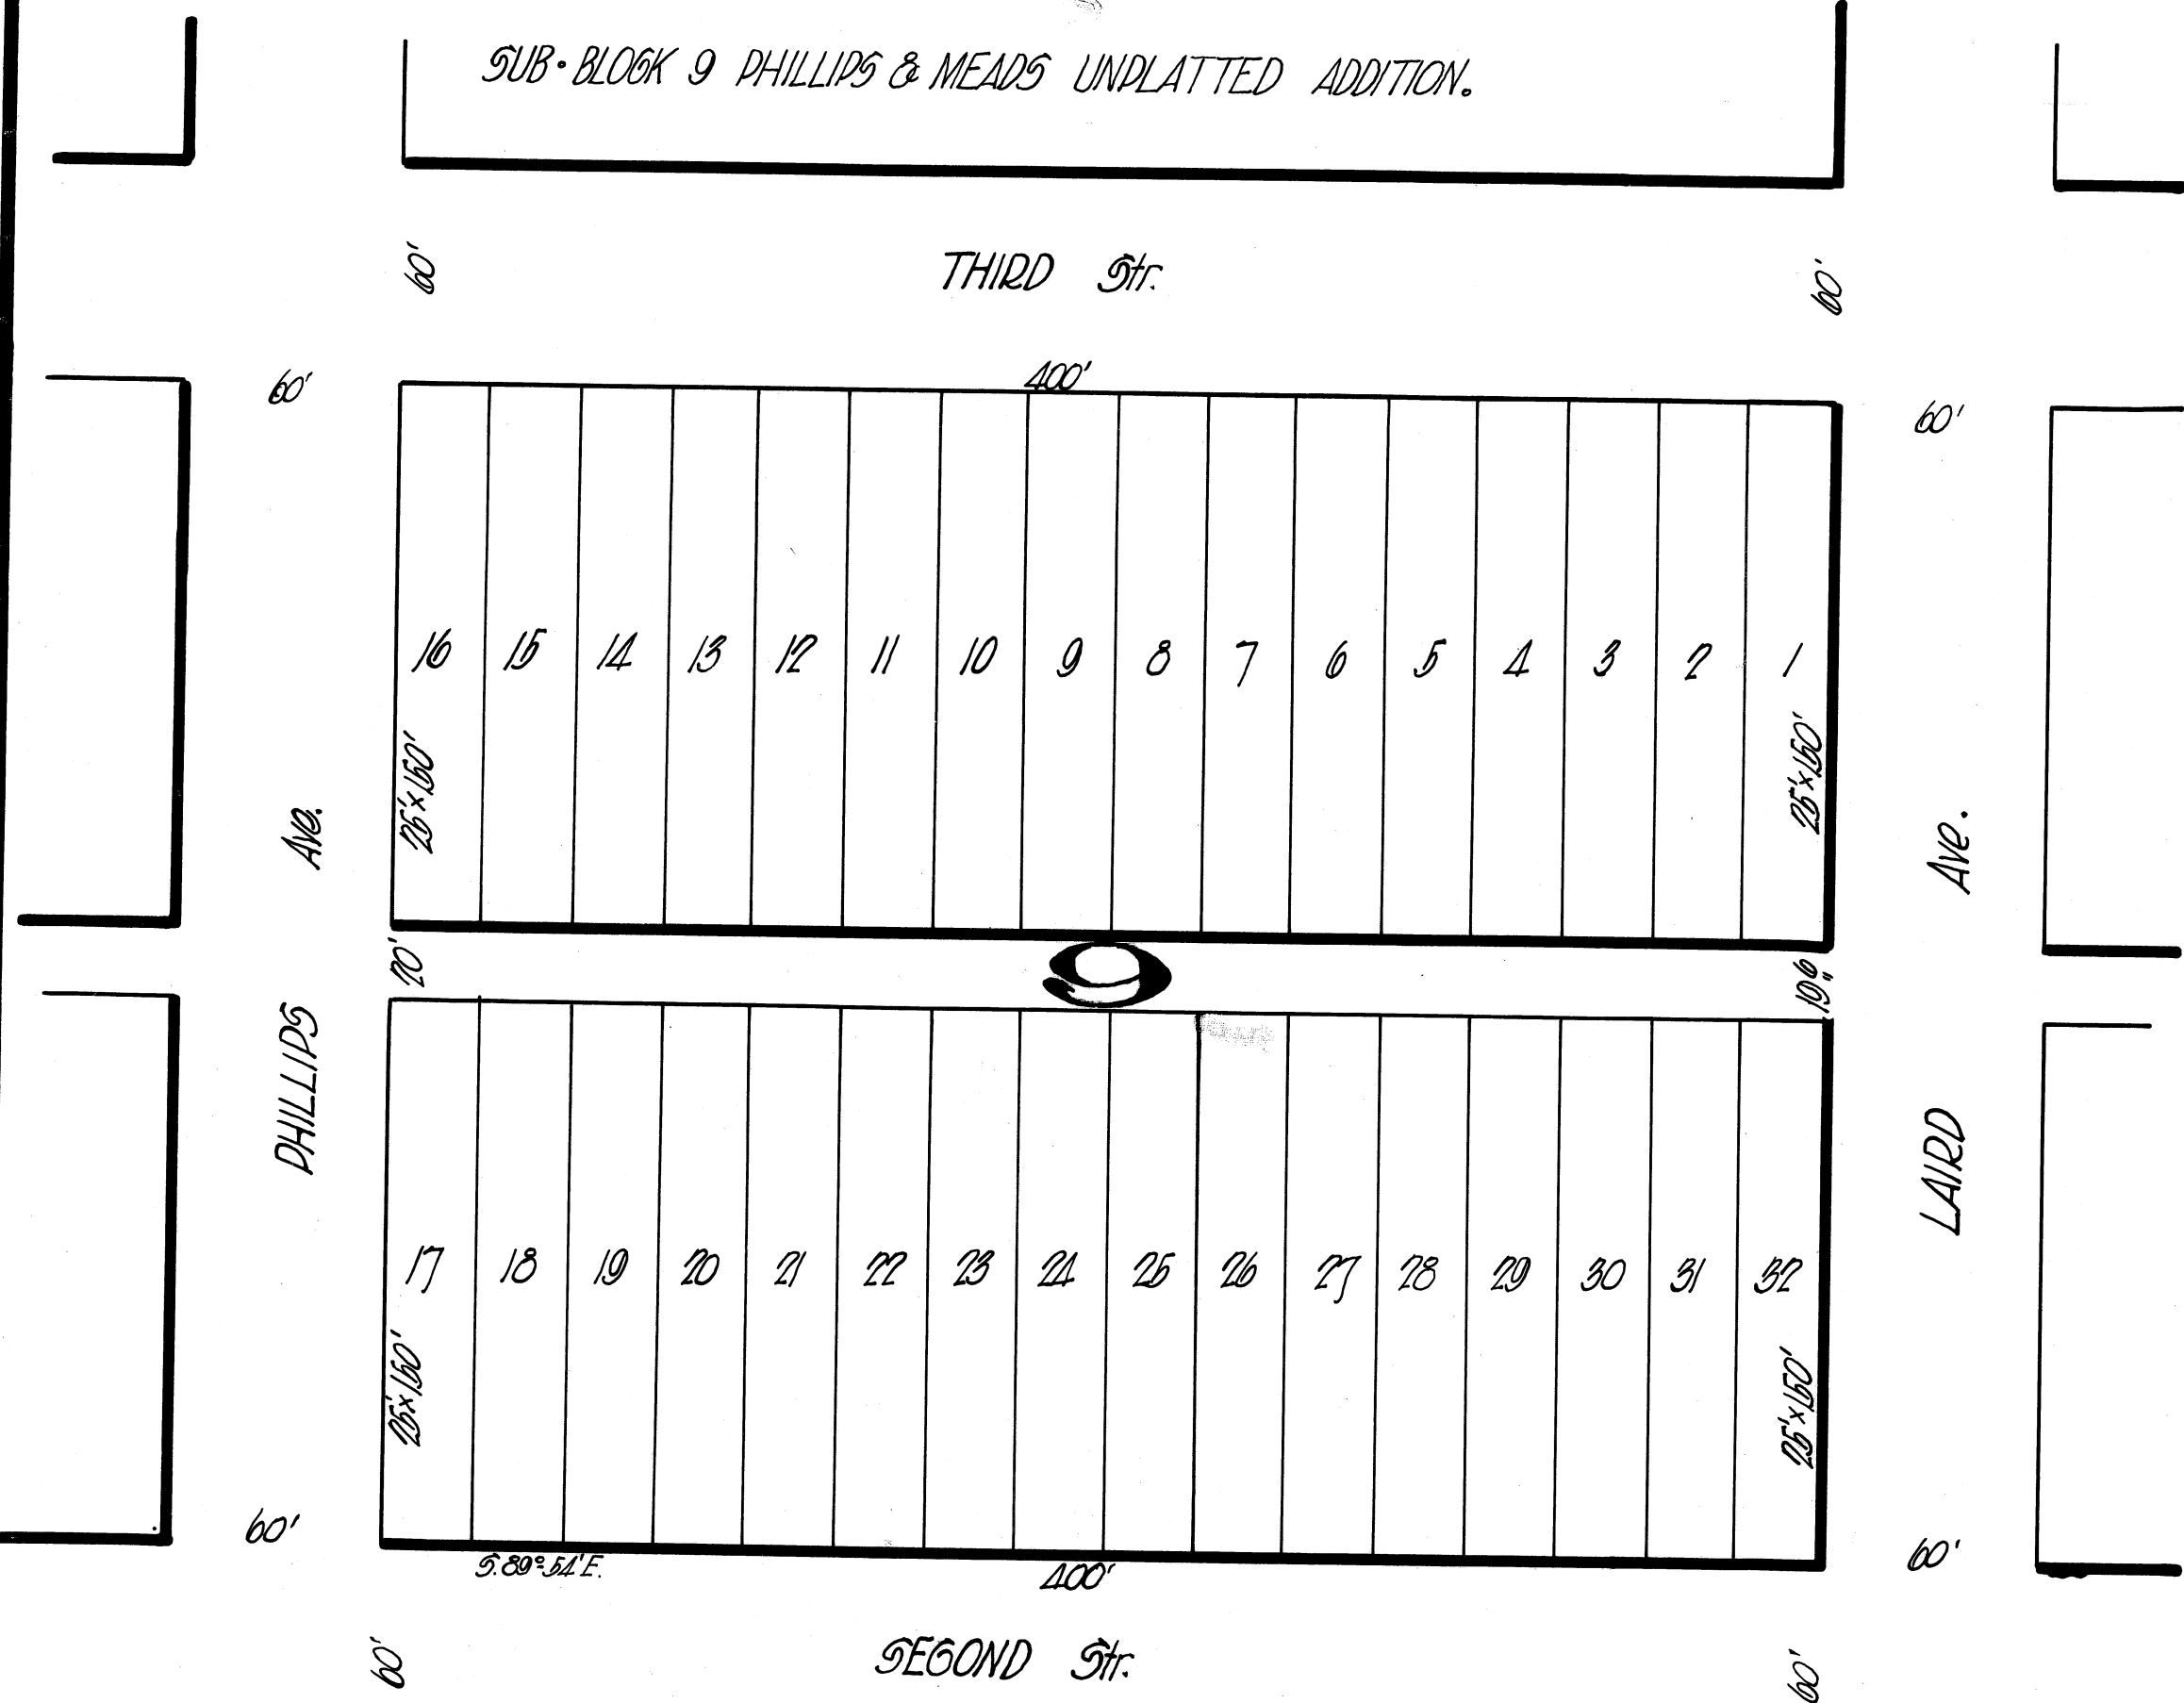 SUB·BLOCK 9 PHILLIPS & MEADS UNPLATTED ADDITION.
60' THIRD Str. 60'
60' 400' 60'
16 15 14 13 12 11 10 9 8 7 6 5 4 3 2 1
25'x150' 25'x150'
PHILLIPS Ave.
LAIRD Ave.
20' 9 19"6
17 18 19 20 21 22 23 24 25 26 27 28 29 30 31 32
25'x150' 25'x150'
60' 60'
S.89°54'E. 400'
60' SECOND Str. 60'